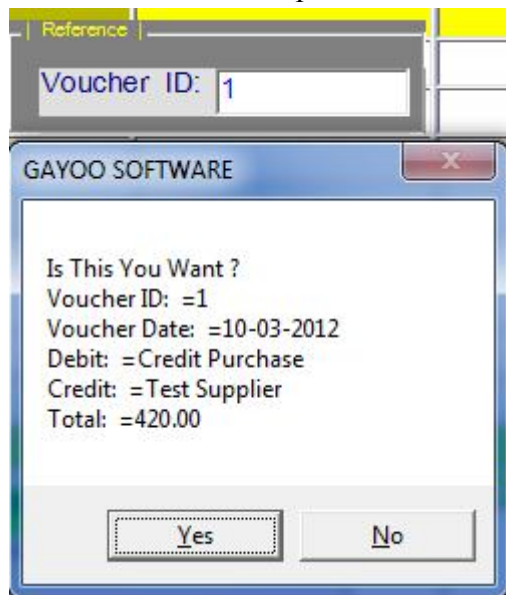 Reference
Voucher ID: 1
GAYOO SOFTWARE
Is This You Want ?
Voucher ID: =1
Voucher Date: =10-03-2012
Debit: =Credit Purchase
Credit: =Test Supplier
Total: =420.00
Yes No